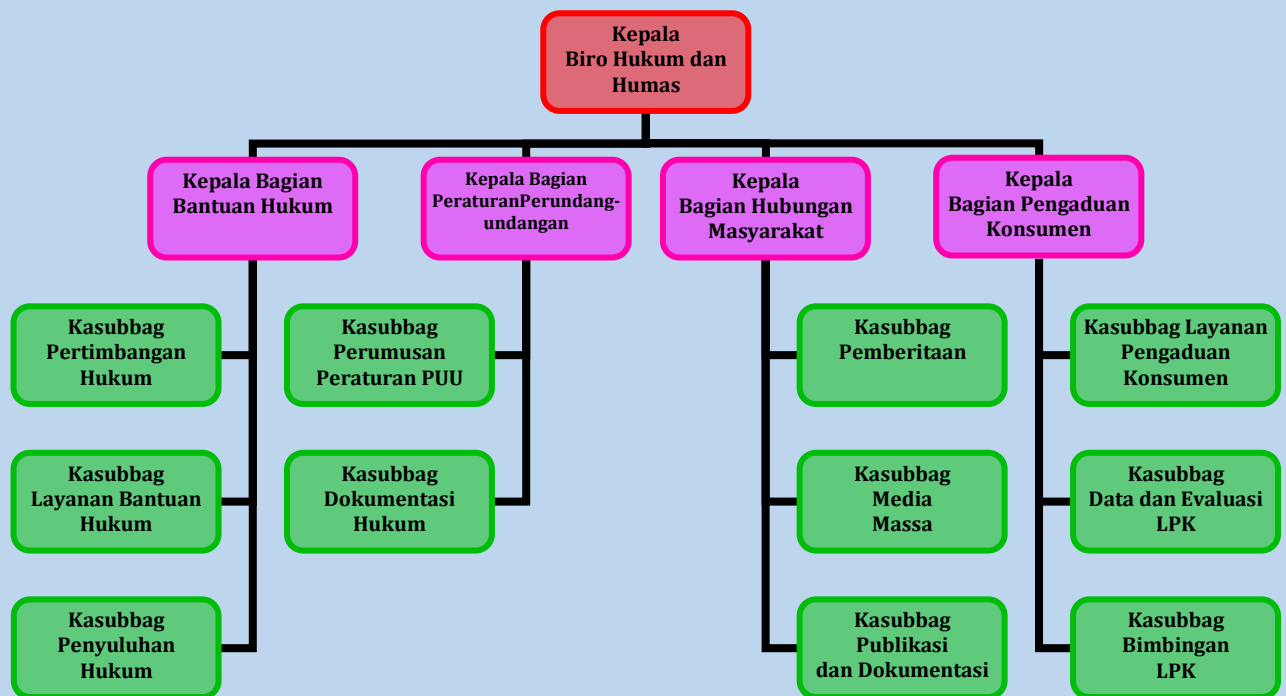 Kepala
Biro Hukum dan
Humas
Kepala Bagian
Bantuan Hukum
Kepala Bagian
PeraturanPerundang-
undangan
Kepala
Bagian Hubungan
Masyarakat
Kepala
Bagian Pengaduan
Konsumen
Kasubbag
Pertimbangan
Hukum
Kasubbag
Perumusan
Peraturan PUU
Kasubbag
Pemberitaan
Kasubbag Layanan
Pengaduan
Konsumen
Kasubbag
Layanan Bantuan
Hukum
Kasubbag
Dokumentasi
Hukum
Kasubbag
Media
Massa
Kasubbag
Data dan Evaluasi
LPK
Kasubbag
Penyuluhan
Hukum
Kasubbag
Publikasi
dan Dokumentasi
Kasubbag
Bimbingan
LPK